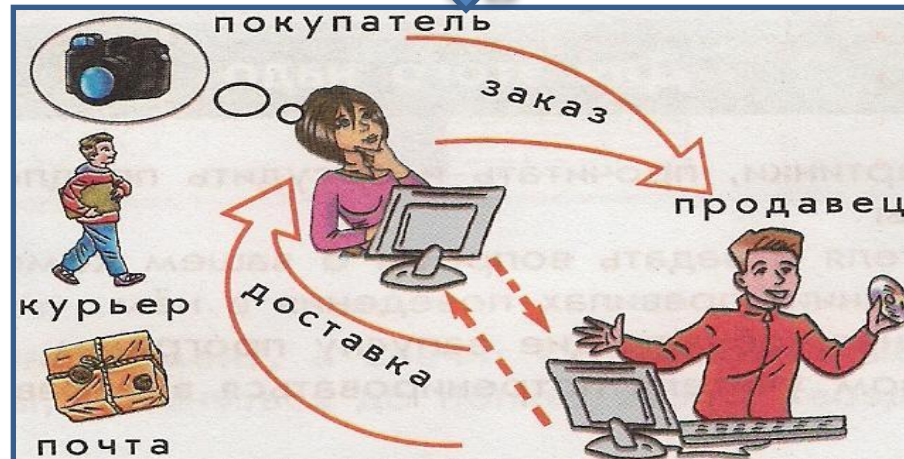 покупатель
заказ
продавец
курьер
доставка
почта